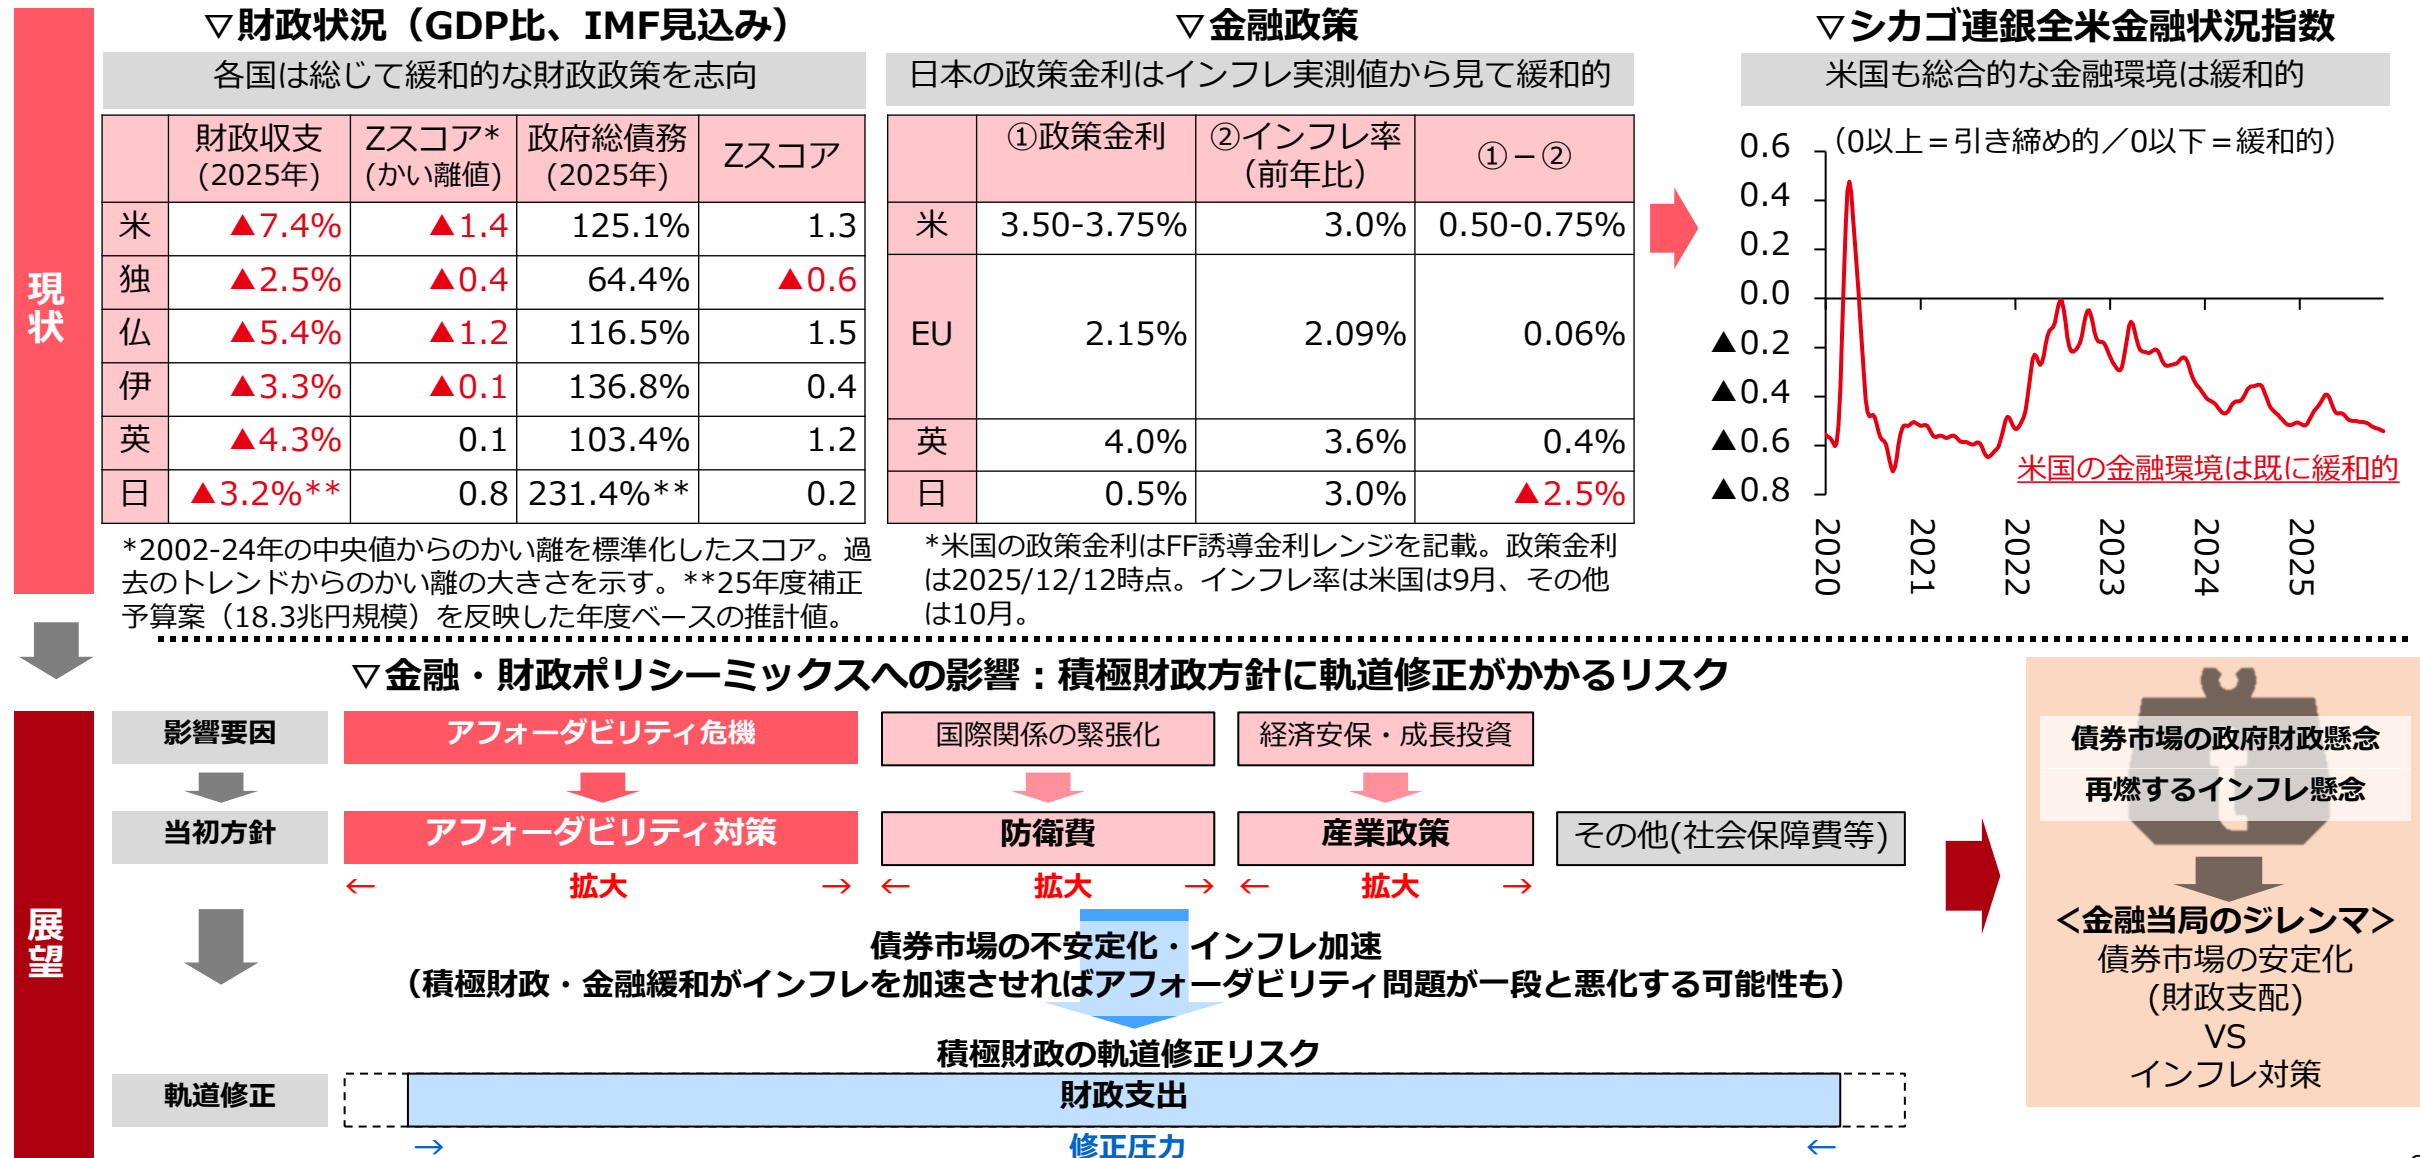 ▽財政状況（GDP比、IMF見込み）
各国は総じて緩和的な財政政策を志向
財政収支 (2025年) Zスコア* (かい離値) 政府総債務 (2025年) Zスコア
米 ▲7.4% ▲1.4 125.1% 1.3
独 ▲2.5% ▲0.4 64.4% ▲0.6
仏 ▲5.4% ▲1.2 116.5% 1.5
伊 ▲3.3% ▲0.1 136.8% 0.4
英 ▲4.3% 0.1 103.4% 1.2
日 ▲3.2%** 0.8 231.4%** 0.2
*2002-24年の中央値からのかい離を標準化したスコア。過
去のトレンドからのかい離の大きさを示す。**25年度補正
予算案（18.3兆円規模）を反映した年度ベースの推計値。
▽金融政策
日本の政策金利はインフレ実測値から見て緩和的
①政策金利 ②インフレ率 （前年比） ①－②
米 3.50-3.75% 3.0% 0.50-0.75%
EU 2.15% 2.09% 0.06%
英 4.0% 3.6% 0.4%
日 0.5% 3.0% ▲2.5%
*米国の政策金利はFF誘導金利レンジを記載。政策金利
は2025/12/12時点。インフレ率は米国は9月、その他
は10月。
▽シカゴ連銀全米金融状況指数
米国も総合的な金融環境は緩和的
（0以上＝引き締め的／0以下＝緩和的）
0.6
0.4
0.2
0.0
▲0.2
▲0.4
▲0.6
▲0.8
米国の金融環境は既に緩和的
2020 2021 2022 2023 2024 2025
現状
▽金融・財政ポリシーミックスへの影響：積極財政方針に軌道修正がかかるリスク
展望
影響要因 アフォーダビリティ危機 国際関係の緊張化 経済安保・成長投資
当初方針 アフォーダビリティ対策 防衛費 産業政策 その他(社会保障費等)
← 拡大 → ← 拡大 → ← 拡大 →
債券市場の不安定化・インフレ加速
（積極財政・金融緩和がインフレを加速させればアフォーダビリティ問題が一段と悪化する可能性も）
積極財政の軌道修正リスク
軌道修正 財政支出
→ 修正圧力 ←
債券市場の政府財政懸念
再燃するインフレ懸念
t
＜金融当局のジレンマ＞
債券市場の安定化
(財政支配)
VS
インフレ対策